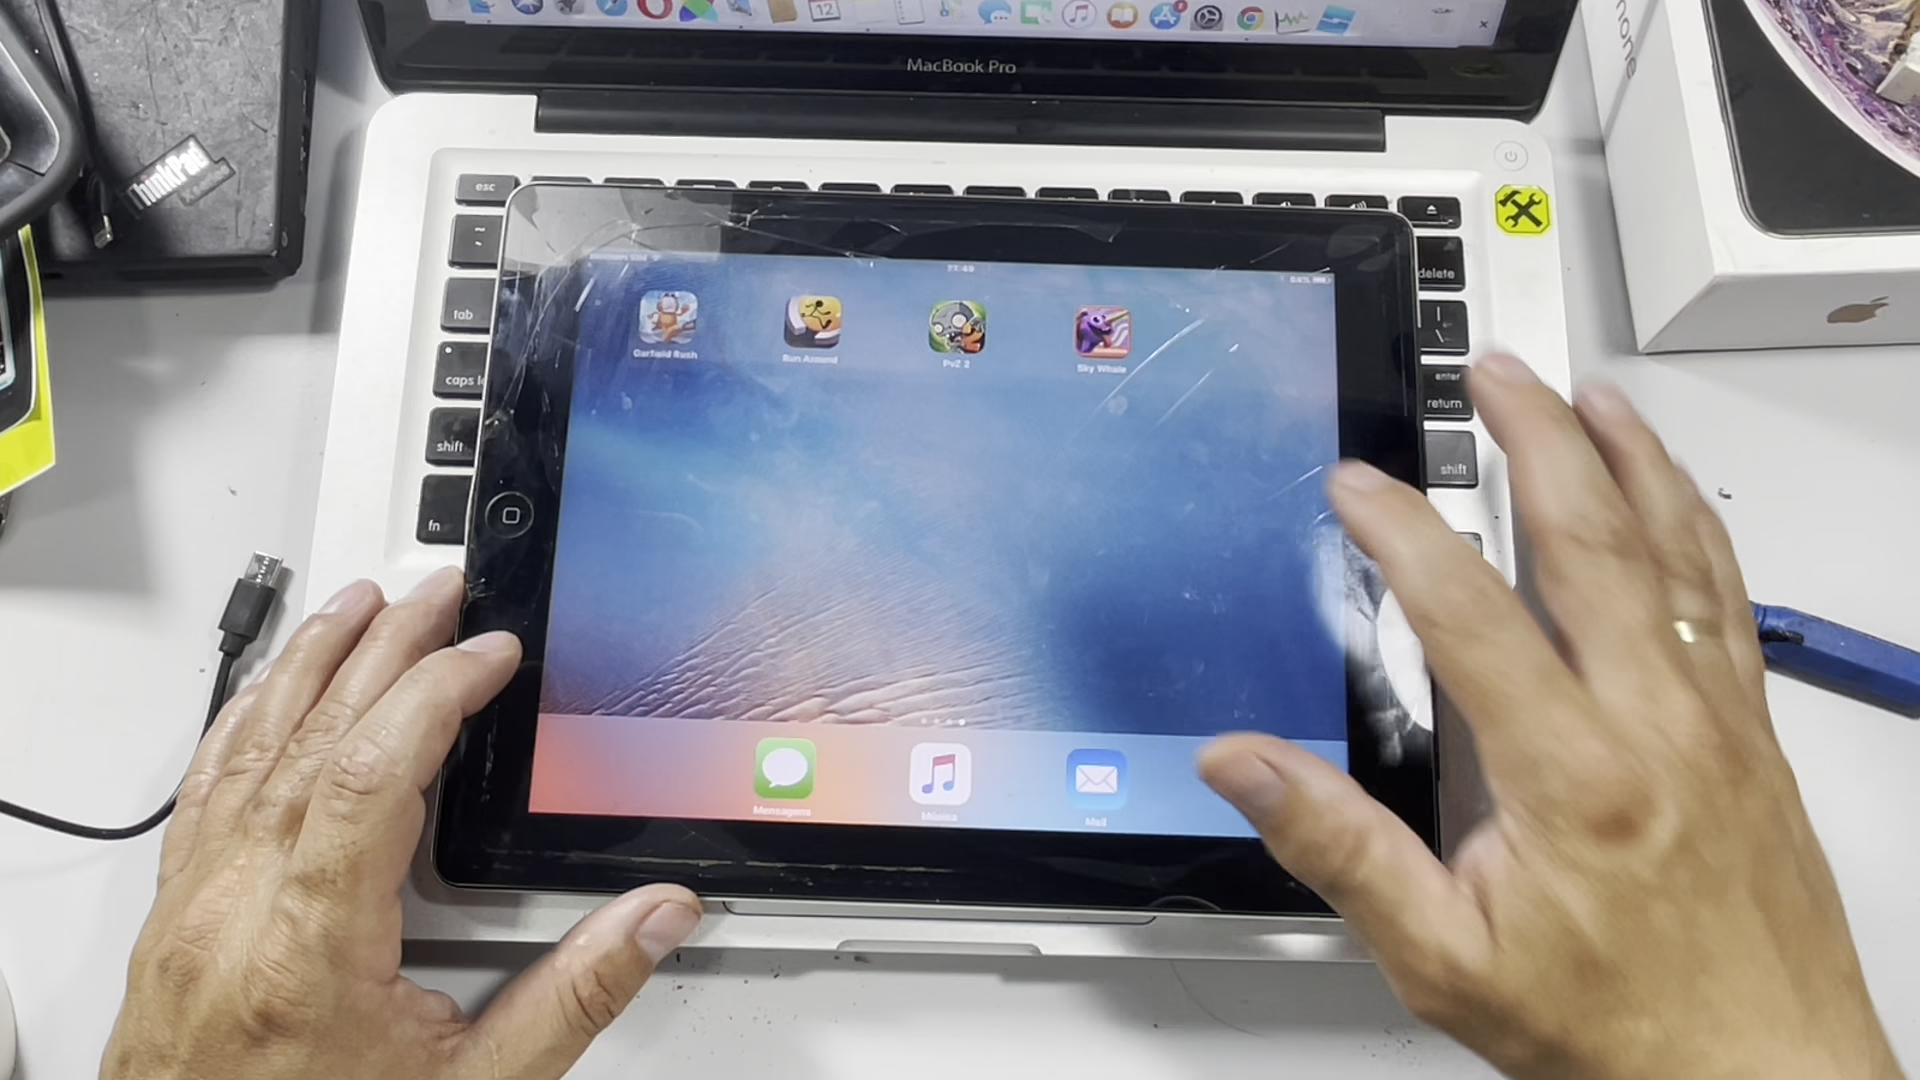 12
MacBook Pro
ThinkPad
esc
tab
caps l
shift
fn
delete
enter
return
shift
Garfield Rush
Run Around
PvZ 2
Sky Whale
Mensagens
Música
Mail